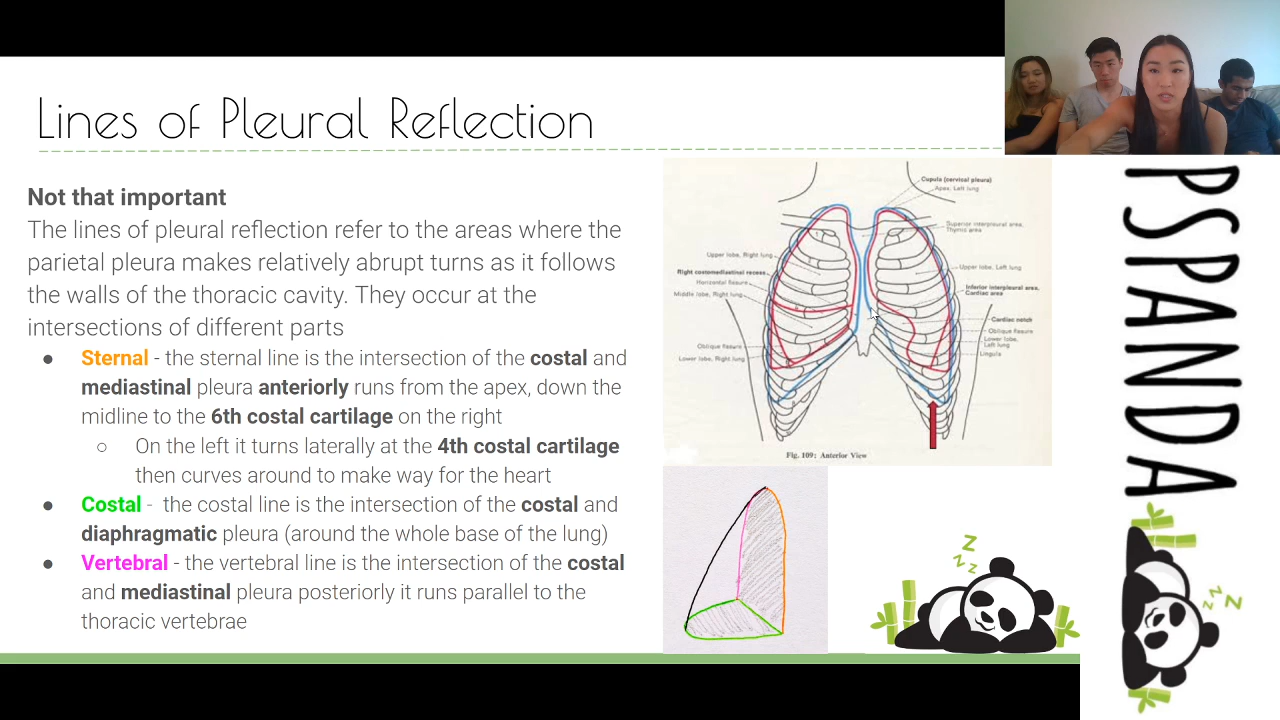 Lines of Pleural Reflection
Not that important
The lines of pleural reflection refer to the areas where the
parietal pleura makes relatively abrupt turns as it follows
the walls of the thoracic cavity. They occur at the
intersections of different parts
● Sternal - the sternal line is the intersection of the costal and
mediastinal pleura anteriorly runs from the apex, down the
midline to the 6th costal cartilage on the right
○ On the left it turns laterally at the 4th costal cartilage
then curves around to make way for the heart
● Costal - the costal line is the intersection of the costal and
diaphragmatic pleura (around the whole base of the lung)
● Vertebral - the vertebral line is the intersection of the costal
and mediastinal pleura posteriorly it runs parallel to the
thoracic vertebrae
Cupula (cervical pleura)
Apex, Left lung
Superior interpleural area,
Thymic area
Upper lobe, Right lung
Right costomediastinal recess
Horizontal fissure
Middle lobe, Right lung
Upper lobe, Left lung
Inferior interpleural area,
Cardiac area
Cardiac notch
Oblique fissure
Lower lobe,
Left lung
Lingula
Oblique fissure
Lower lobe, Right lung
Fig. 109: Anterior View
z
z
z
z
PSPANDA
z
z
z
z